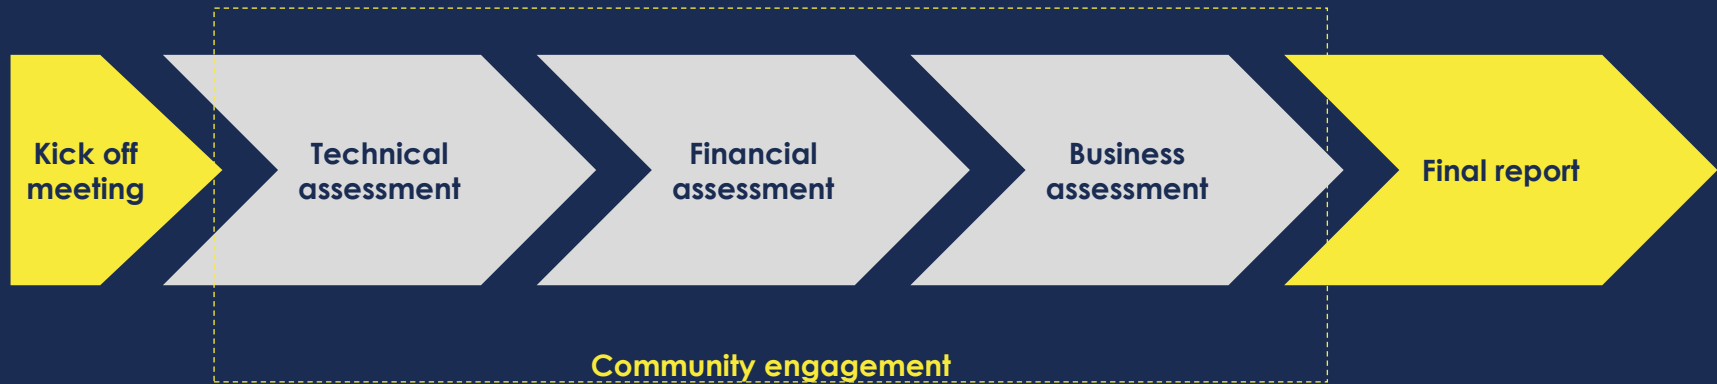 Kick off
meeting
Technical
assessment
Financial
assessment
Business
assessment
Final report
Community engagement